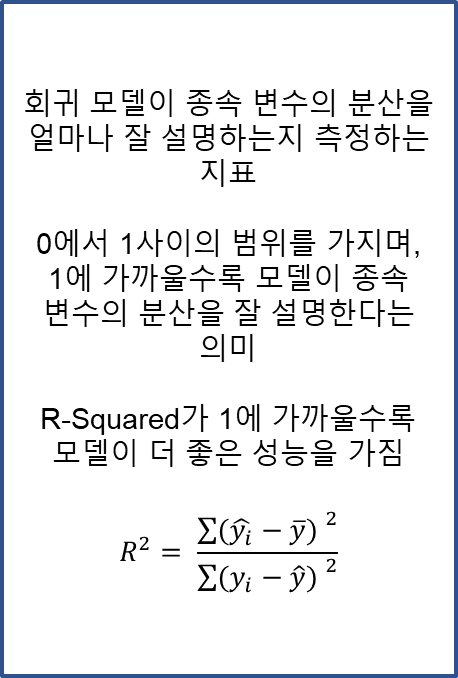 회귀 모델이 종속 변수의 분산을
얼마나 잘 설명하는지 측정하는
지표
0에서 1사이의 범위를 가지며,
1에 가까울수록 모델이 종속
변수의 분산을 잘 설명한다는
의미
R-Squared가 1에 가까울수록
모델이 더 좋은 성능을 가짐
R² = ∑(ŷᵢ − ȳ)² / ∑(yᵢ − ŷ)²